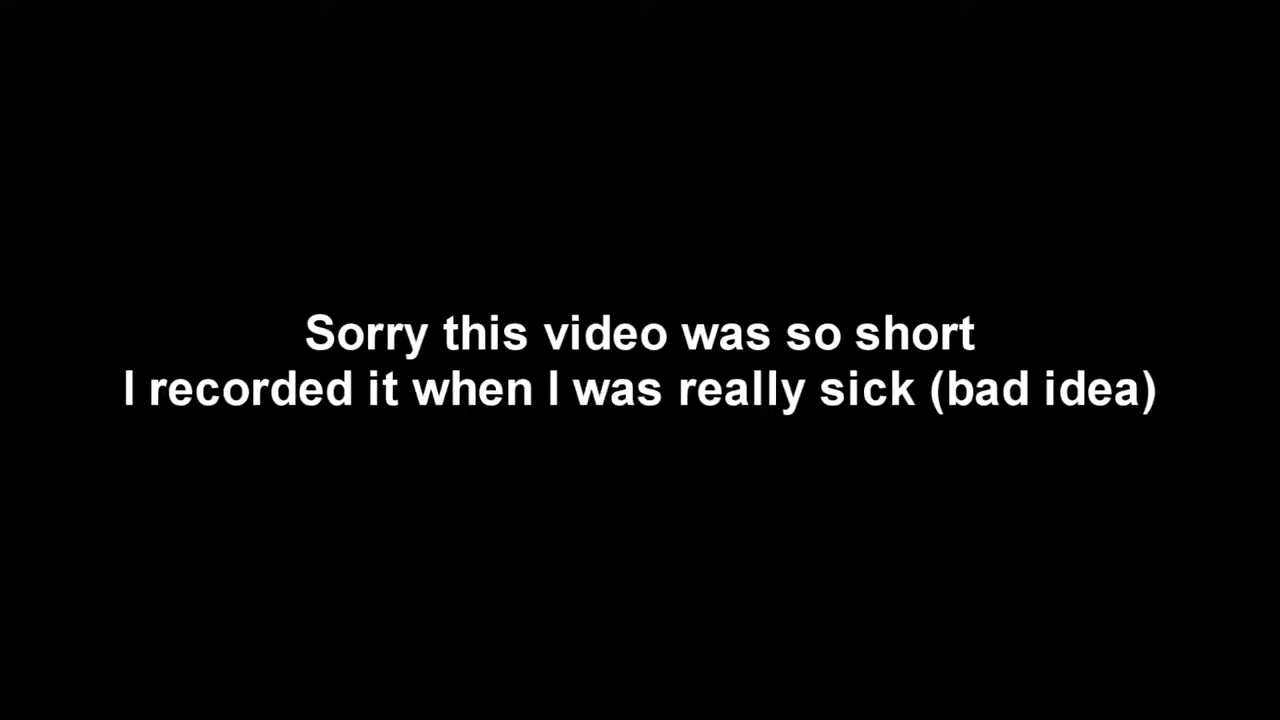 Sorry this video was so short
I recorded it when I was really sick (bad idea)